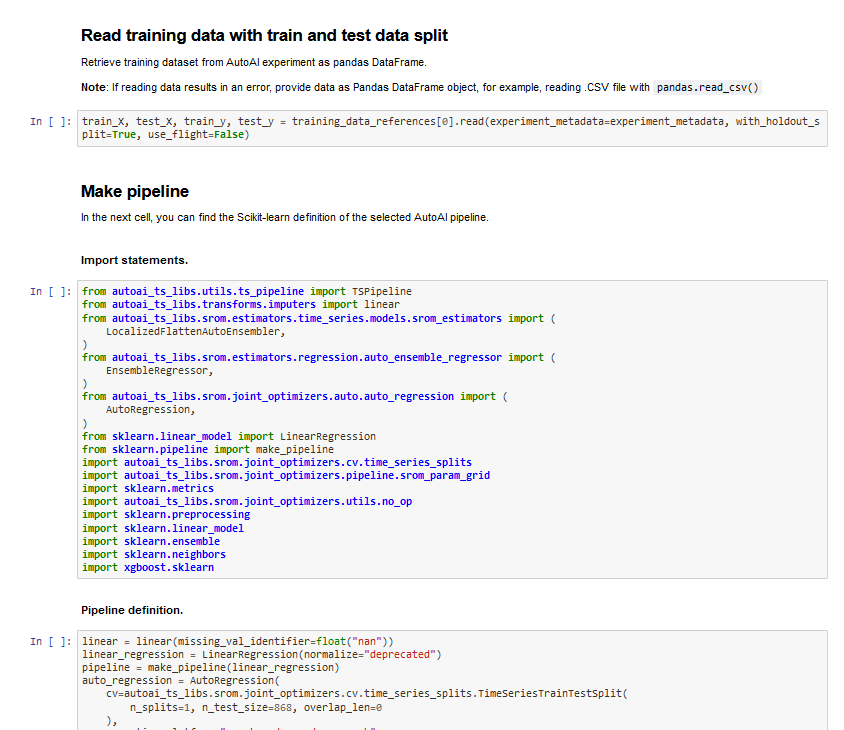 Read training data with train and test data split
Retrieve training dataset from AutoAI experiment as pandas DataFrame.
Note: If reading data results in an error, provide data as Pandas DataFrame object, for example, reading .CSV file with pandas.read_csv()
In [ ]: train_X, test_X, train_y, test_y = training_data_references[0].read(experiment_metadata=experiment_metadata, with_holdout_s
plit=True, use_flight=False)
Make pipeline
In the next cell, you can find the Scikit-learn definition of the selected AutoAI pipeline.
Import statements.
In [ ]: from autoai_ts_libs.utils.ts_pipeline import TSPipeline
from autoai_ts_libs.transforms.imputers import linear
from autoai_ts_libs.srom.estimators.time_series.models.srom_estimators import (
    LocalizedFlattenAutoEnsembler,
)
from autoai_ts_libs.srom.estimators.regression.auto_ensemble_regressor import (
    EnsembleRegressor,
)
from autoai_ts_libs.srom.joint_optimizers.auto.auto_regression import (
    AutoRegression,
)
from sklearn.linear_model import LinearRegression
from sklearn.pipeline import make_pipeline
import autoai_ts_libs.srom.joint_optimizers.cv.time_series_splits
import autoai_ts_libs.srom.joint_optimizers.pipeline.srom_param_grid
import sklearn.metrics
import autoai_ts_libs.srom.joint_optimizers.utils.no_op
import sklearn.preprocessing
import sklearn.linear_model
import sklearn.ensemble
import sklearn.neighbors
import xgboost.sklearn
Pipeline definition.
In [ ]: linear = linear(missing_val_identifier=float("nan"))
linear_regression = LinearRegression(normalize="deprecated")
pipeline = make_pipeline(linear_regression)
auto_regression = AutoRegression(
    cv=autoai_ts_libs.srom.joint_optimizers.cv.time_series_splits.TimeSeriesTrainTestSplit(
        n_splits=1, n_test_size=868, overlap_len=0
    ),